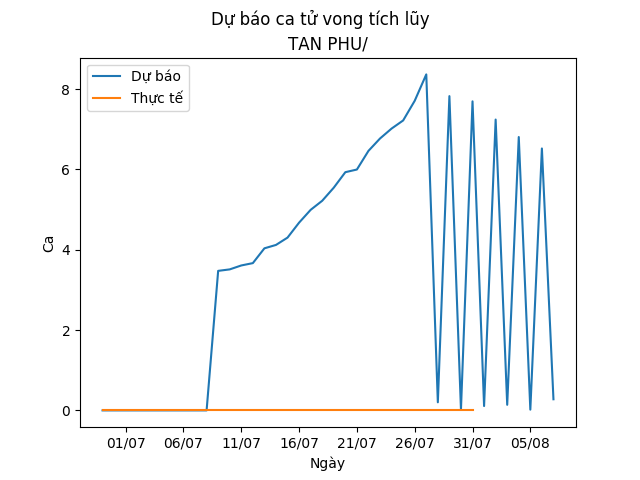 Dự báo ca tử vong tích lũy
TAN PHU/
Dự báo
Thực tế
8
6
4
2
0
Ca
01/07 06/07 11/07 16/07 21/07 26/07 31/07 05/08
Ngày